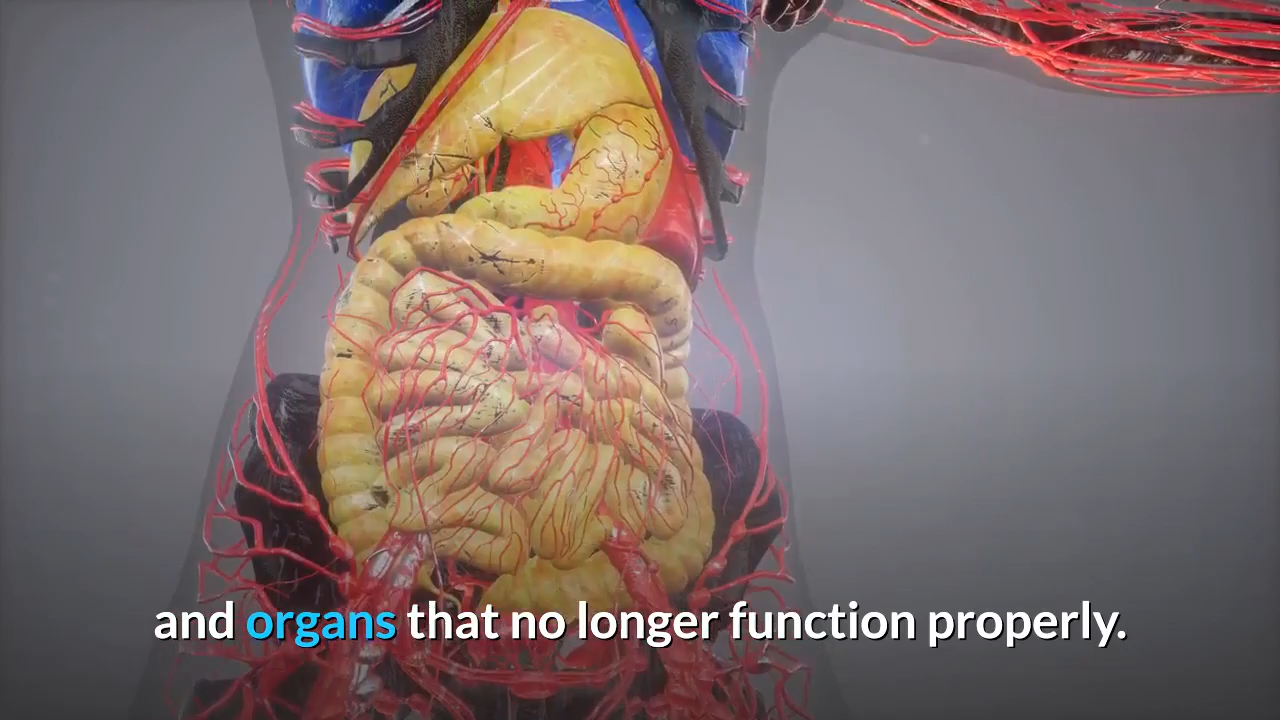 and organs that no longer function properly.